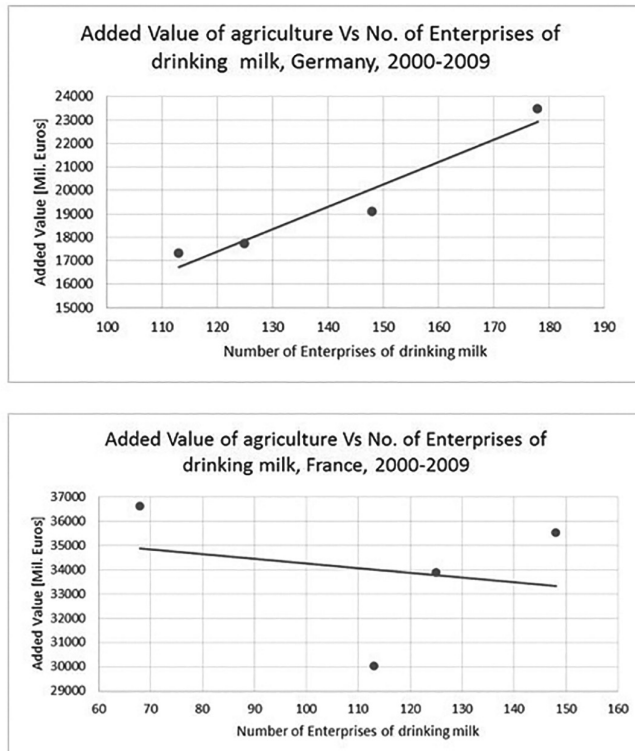 Added Value of agriculture Vs No. of Enterprises of
drinking milk, Germany, 2000-2009
24000
23000
22000
21000
20000
19000
18000
17000
16000
15000
Added Value [Mil. Euros]
100 110 120 130 140 150 160 170 180 190
Number of Enterprises of drinking milk
Added Value of agriculture Vs No. of Enterprises of
drinking milk, France, 2000-2009
37000
36000
35000
34000
33000
32000
31000
30000
29000
Added Value [Mil. Euros]
60 70 80 90 100 110 120 130 140 150 160
Number of Enterprises of drinking milk